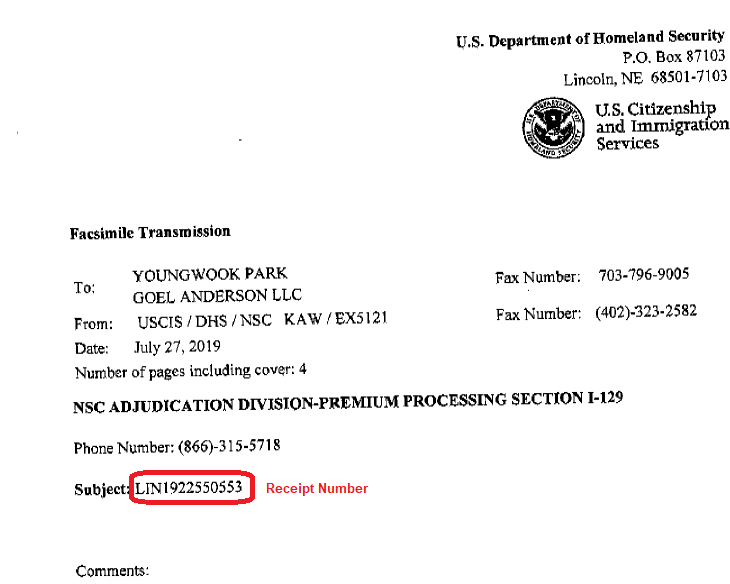 U.S. Department of Homeland Security
P.O. Box 87103
Lincoln, NE 68501-7103
U.S. Citizenship
and Immigration
Services
Facsimile Transmission
To: YOUNGWOOK PARK
GOEL ANDERSON LLC
Fax Number: 703-796-9005
From: USCIS / DHS / NSC KAW / EX5121
Fax Number: (402)-323-2582
Date: July 27, 2019
Number of pages including cover: 4
NSC ADJUDICATION DIVISION-PREMIUM PROCESSING SECTION I-129
Phone Number: (866)-315-5718
Subject: LIN1922550553 Receipt Number
Comments: